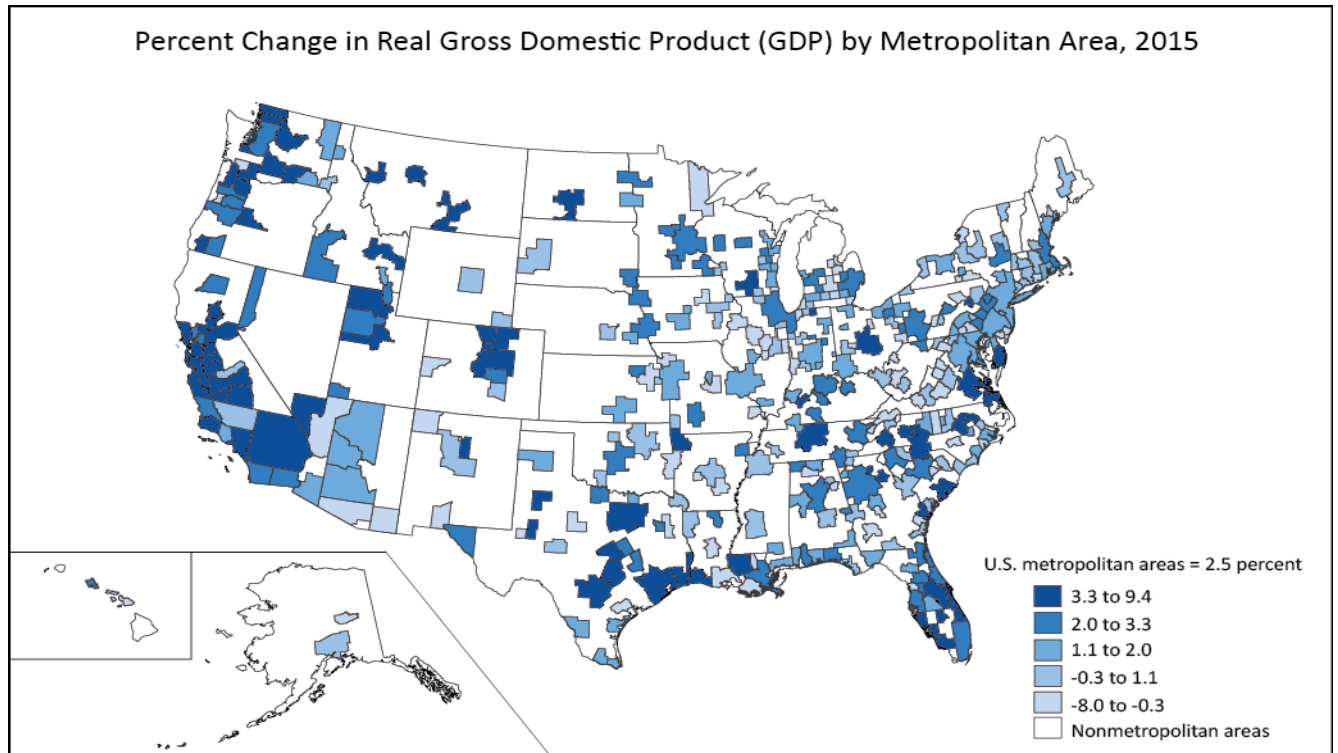 Percent Change in Real Gross Domestic Product (GDP) by Metropolitan Area, 2015
U.S. metropolitan areas = 2.5 percent
3.3 to 9.4
2.0 to 3.3
1.1 to 2.0
-0.3 to 1.1
-8.0 to -0.3
Nonmetropolitan areas